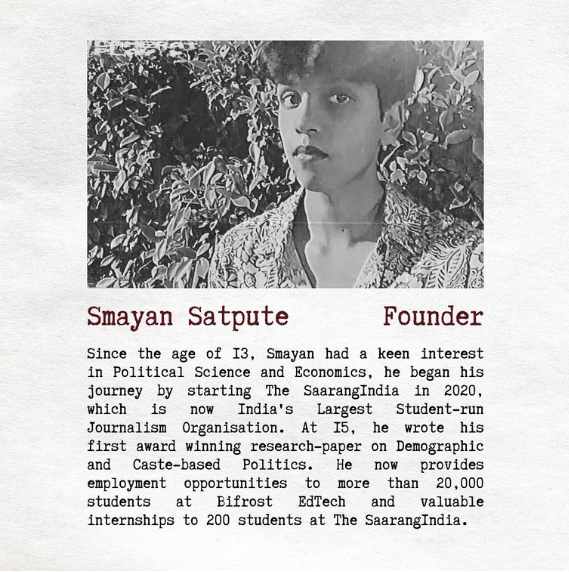 Smayan Satpute Founder
Since the age of I3, Smayan had a keen interest
in Political Science and Economics, he began his
journey by starting The SaarangIndia in 2020,
which is now India's Largest Student-run
Journalism Organisation. At I5, he wrote his
first award winning research-paper on Demographic
and Caste-based Politics. He now provides
employment opportunities to more than 20,000
students at Bifrost EdTech and valuable
internships to 200 students at The SaarangIndia.